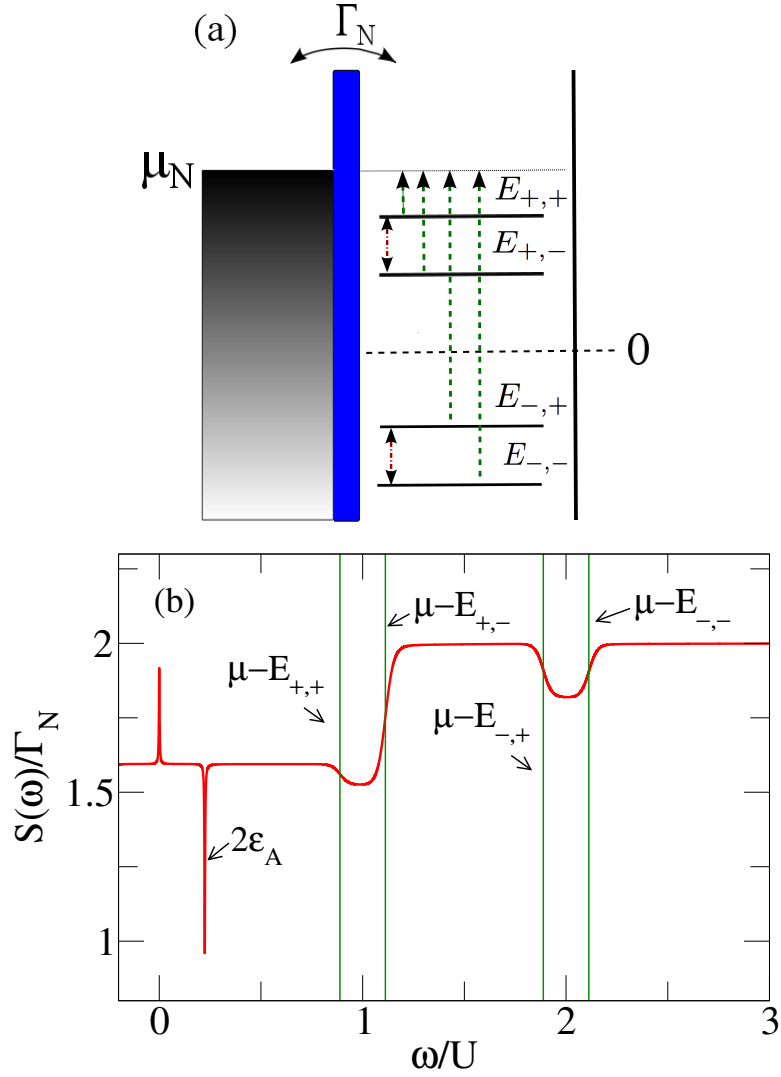 (a)
Γ_N
μ_N
E_{+,+}
E_{+,−}
0
E_{−,+}
E_{−,−}
(b)
μ−E_{+,−}
μ−E_{−,−}
μ−E_{+,+}
μ−E_{−,+}
2ε_A
S(ω)/Γ_N
2
1.5
1
0
1
2
3
ω/U